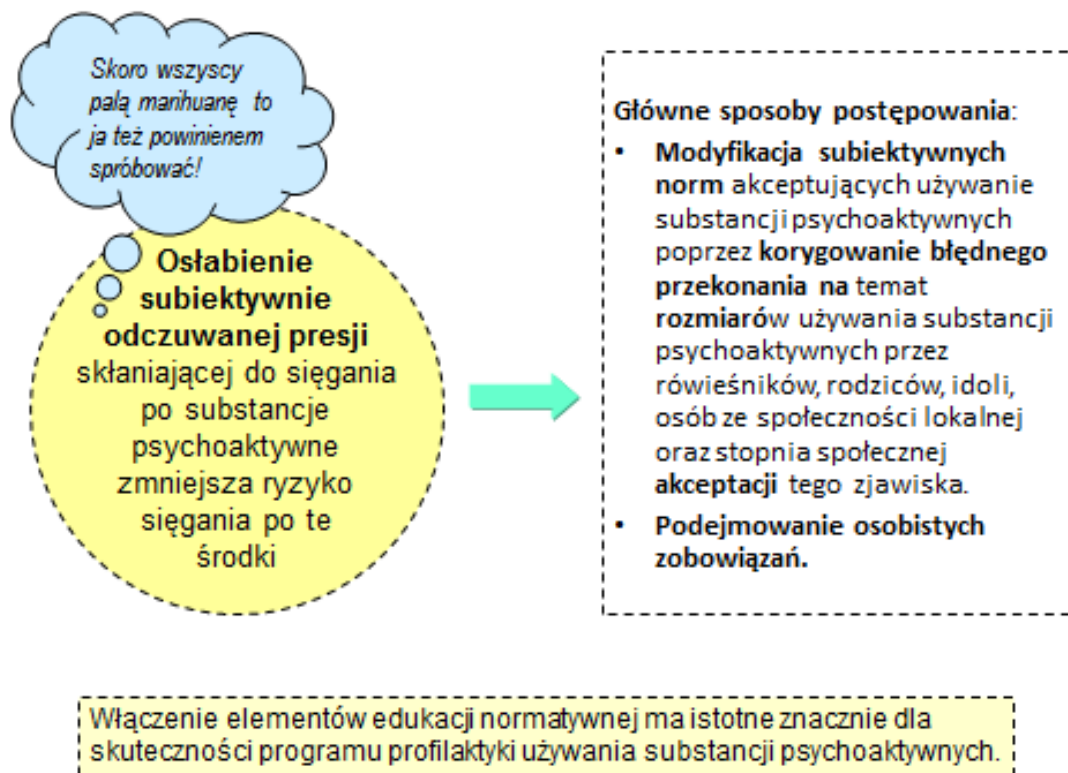 Skoro wszyscy
palą marihuanę to
ja też powinienem
spróbować!
Osłabienie
subiektywnie
odczuwanej presji
skłaniającej do sięgania
po substancje
psychoaktywne
zmniejsza ryzyko
sięgania po te
środki
Główne sposoby postępowania:
• Modyfikacja subiektywnych
norm akceptujących używanie
substancji psychoaktywnych
poprzez korygowanie błędnego
przekonania na temat
rozmiarów używania substancji
psychoaktywnych przez
rówieśników, rodziców, idoli,
osób ze społeczności lokalnej
oraz stopnia społecznej
akceptacji tego zjawiska.
• Podejmowanie osobistych
zobowiązań.
Włączenie elementów edukacji normatywnej ma istotne znacznie dla
skuteczności programu profilaktyki używania substancji psychoaktywnych.